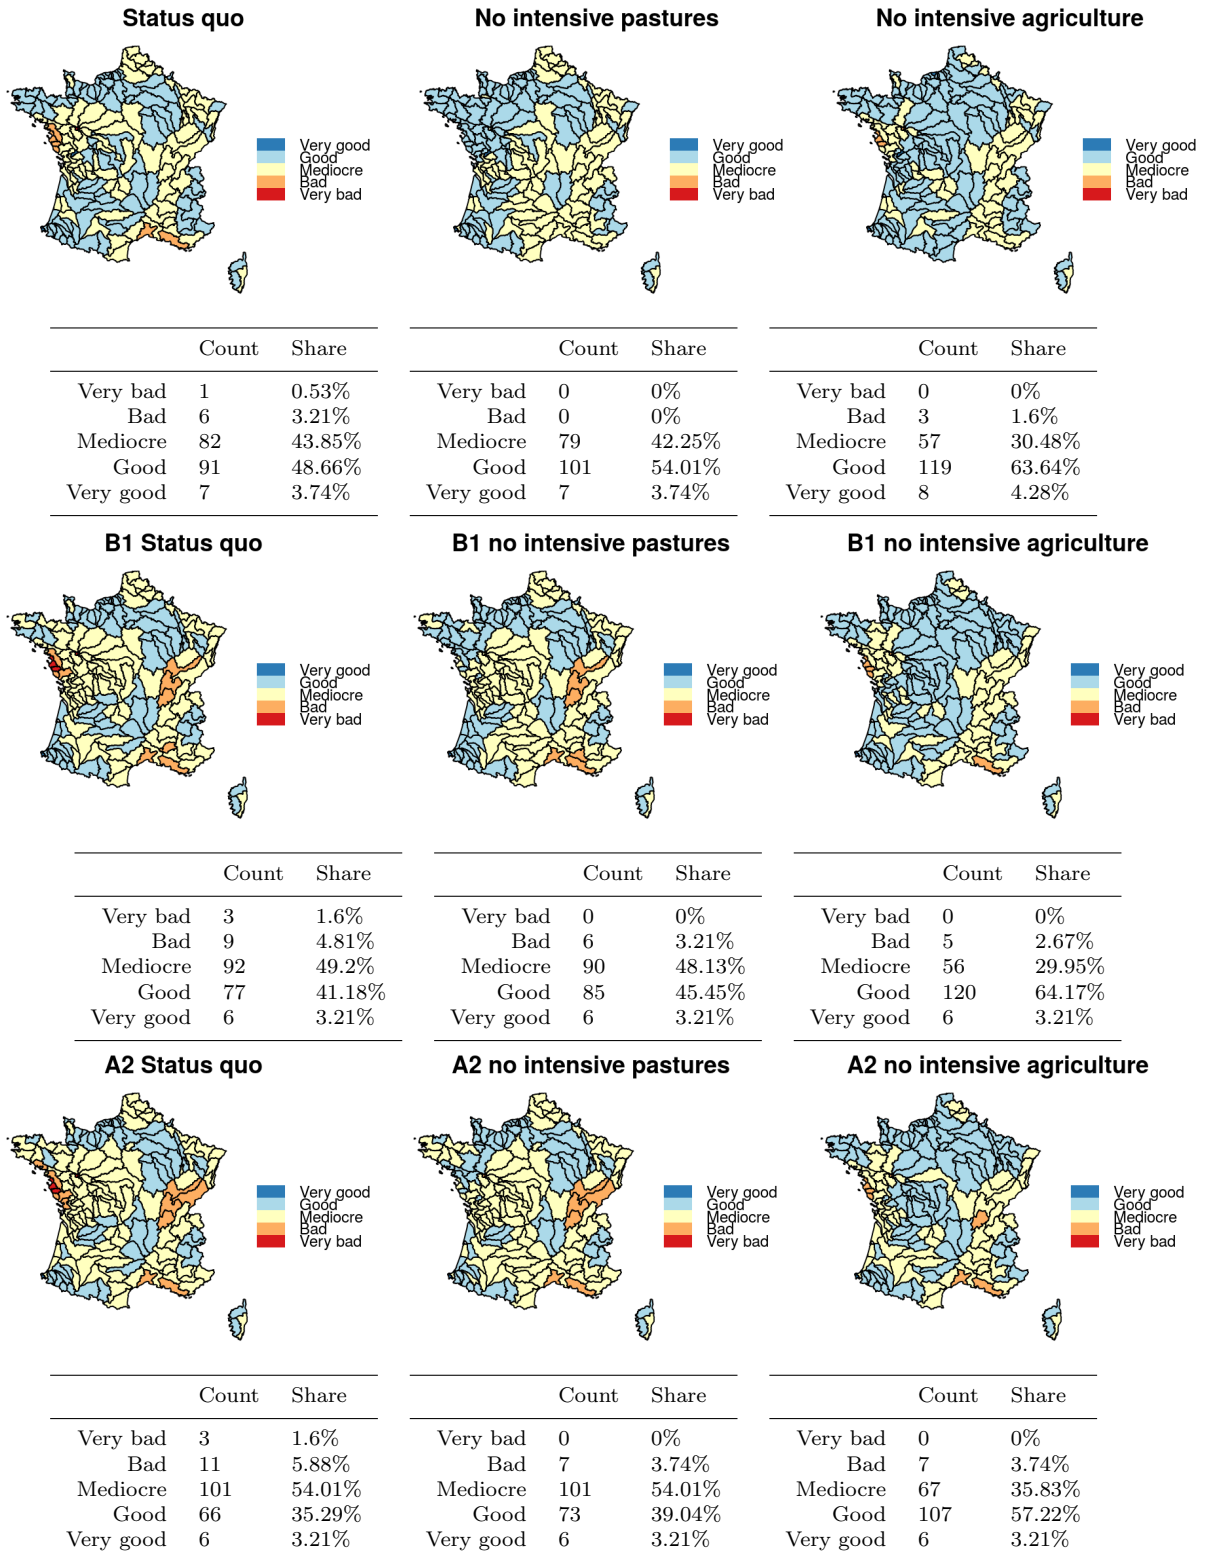 Status quo
No intensive pastures
No intensive agriculture
Very good
Good
Mediocre
Bad
Very bad
Very good
Good
Mediocre
Bad
Very bad
Very good
Good
Mediocre
Bad
Very bad
Count Share
Very bad 1 0.53%
Bad 6 3.21%
Mediocre 82 43.85%
Good 91 48.66%
Very good 7 3.74%
Count Share
Very bad 0 0%
Bad 0 0%
Mediocre 79 42.25%
Good 101 54.01%
Very good 7 3.74%
Count Share
Very bad 0 0%
Bad 3 1.6%
Mediocre 57 30.48%
Good 119 63.64%
Very good 8 4.28%
B1 Status quo
B1 no intensive pastures
B1 no intensive agriculture
Very good
Good
Mediocre
Bad
Very bad
Very good
Good
Mediocre
Bad
Very bad
Very good
Good
Mediocre
Bad
Very bad
Count Share
Very bad 3 1.6%
Bad 9 4.81%
Mediocre 92 49.2%
Good 77 41.18%
Very good 6 3.21%
Count Share
Very bad 0 0%
Bad 6 3.21%
Mediocre 90 48.13%
Good 85 45.45%
Very good 6 3.21%
Count Share
Very bad 0 0%
Bad 5 2.67%
Mediocre 56 29.95%
Good 120 64.17%
Very good 6 3.21%
A2 Status quo
A2 no intensive pastures
A2 no intensive agriculture
Very good
Good
Mediocre
Bad
Very bad
Very good
Good
Mediocre
Bad
Very bad
Very good
Good
Mediocre
Bad
Very bad
Count Share
Very bad 3 1.6%
Bad 11 5.88%
Mediocre 101 54.01%
Good 66 35.29%
Very good 6 3.21%
Count Share
Very bad 0 0%
Bad 7 3.74%
Mediocre 101 54.01%
Good 73 39.04%
Very good 6 3.21%
Count Share
Very bad 0 0%
Bad 7 3.74%
Mediocre 67 35.83%
Good 107 57.22%
Very good 6 3.21%